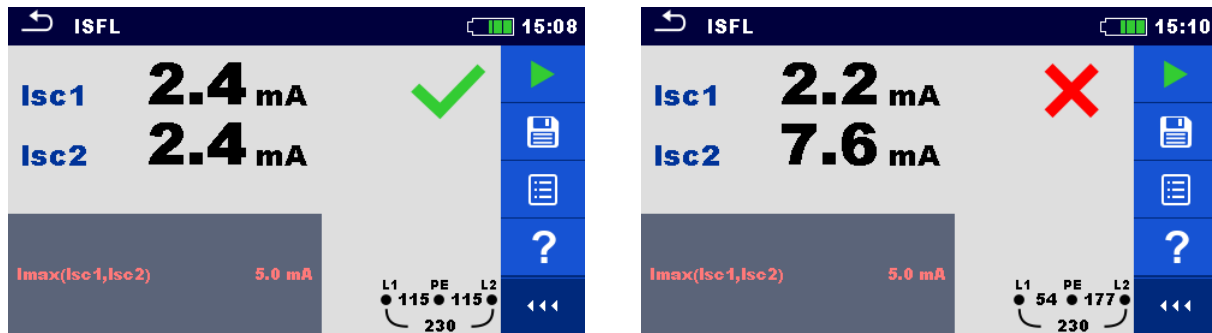 ISFL 15:08
Isc1 2.4 mA
Isc2 2.4 mA
?
Imax(Isc1,Isc2) 5.0 mA
L1 PE L2
115 115
230
ISFL 15:10
Isc1 2.2 mA
Isc2 7.6 mA
?
Imax(Isc1,Isc2) 5.0 mA
L1 PE L2
54 177
230